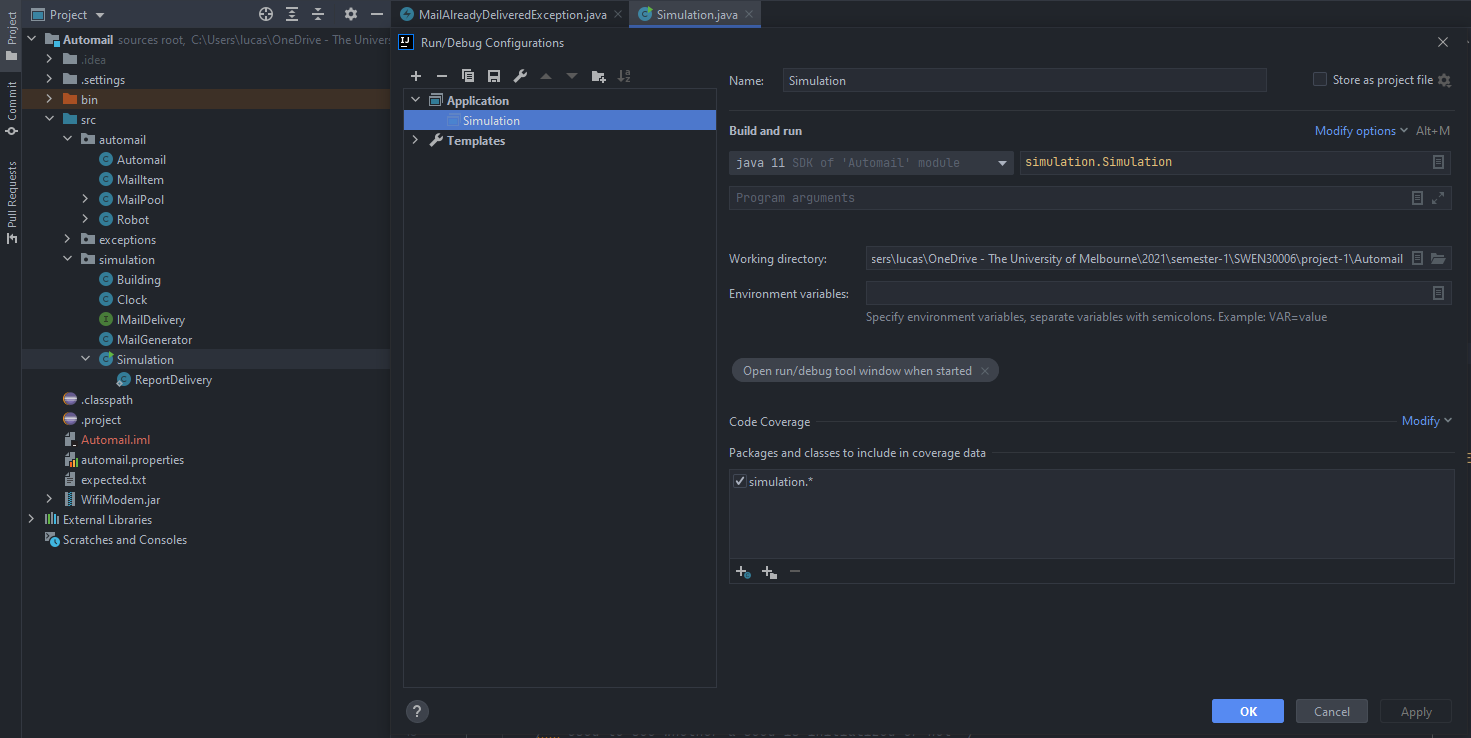 Project
Commit
Pull Requests
Project
Automail sources root, C:\Users\lucas\OneDrive - The Univers
.idea
.settings
bin
src
automail
Automail
MailItem
MailPool
Robot
exceptions
simulation
Building
Clock
IMailDelivery
MailGenerator
Simulation
ReportDelivery
.classpath
.project
Automail.iml
automail.properties
expected.txt
WifiModem.jar
External Libraries
Scratches and Consoles
MailAlreadyDeliveredException.java
Simulation.java
IJ Run/Debug Configurations
Application
Simulation
Templates
Name: Simulation
Store as project file
Build and run
Modify options Alt+M
java 11 SDK of 'Automail' module
simulation.Simulation
Program arguments
Working directory: sers\lucas\OneDrive - The University of Melbourne\2021\semester-1\SWEN30006\project-1\Automail
Environment variables:
Specify environment variables, separate variables with semicolons. Example: VAR=value
Open run/debug tool window when started
Code Coverage
Modify
Packages and classes to include in coverage data
simulation.*
?
OK
Cancel
Apply